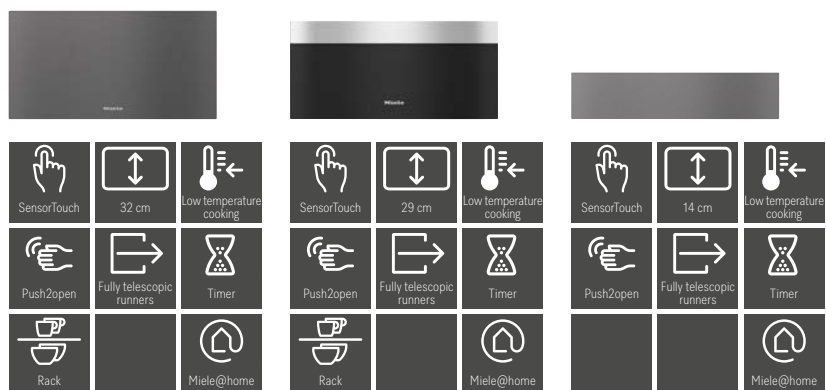 Miele
Miele
SensorTouch
32 cm
Low temperature
cooking
SensorTouch
29 cm
Low temperature
cooking
SensorTouch
14 cm
Low temperature
cooking
Push2open
Fully telescopic
runners
Timer
Push2open
Fully telescopic
runners
Timer
Push2open
Fully telescopic
runners
Timer
Rack
Miele@home
Rack
Miele@home
Miele@home